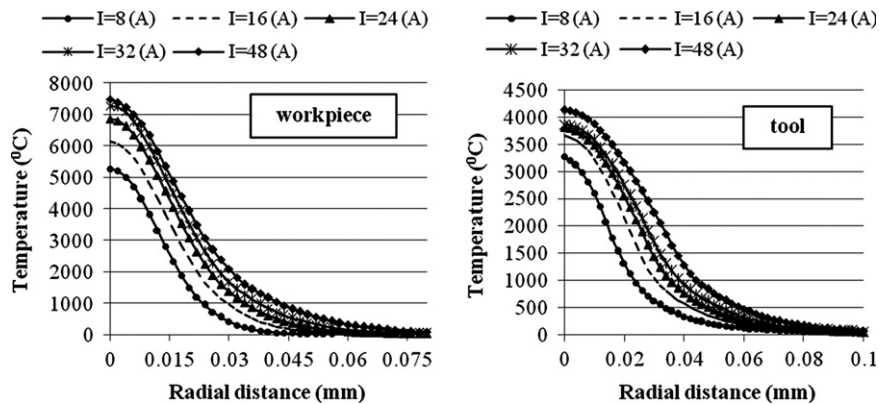 I=8 (A) I=16 (A) I=24 (A)
I=32 (A) I=48 (A)
8000
7000
6000
5000
4000
3000
2000
1000
0
Temperature (⁰C)
workpiece
0 0.015 0.03 0.045 0.06 0.075
Radial distance (mm)
I=8 (A) I=16 (A) I=24 (A)
I=32 (A) I=48 (A)
4500
4000
3500
3000
2500
2000
1500
1000
500
0
Temperature (⁰C)
tool
0 0.02 0.04 0.06 0.08 0.1
Radial distance (mm)